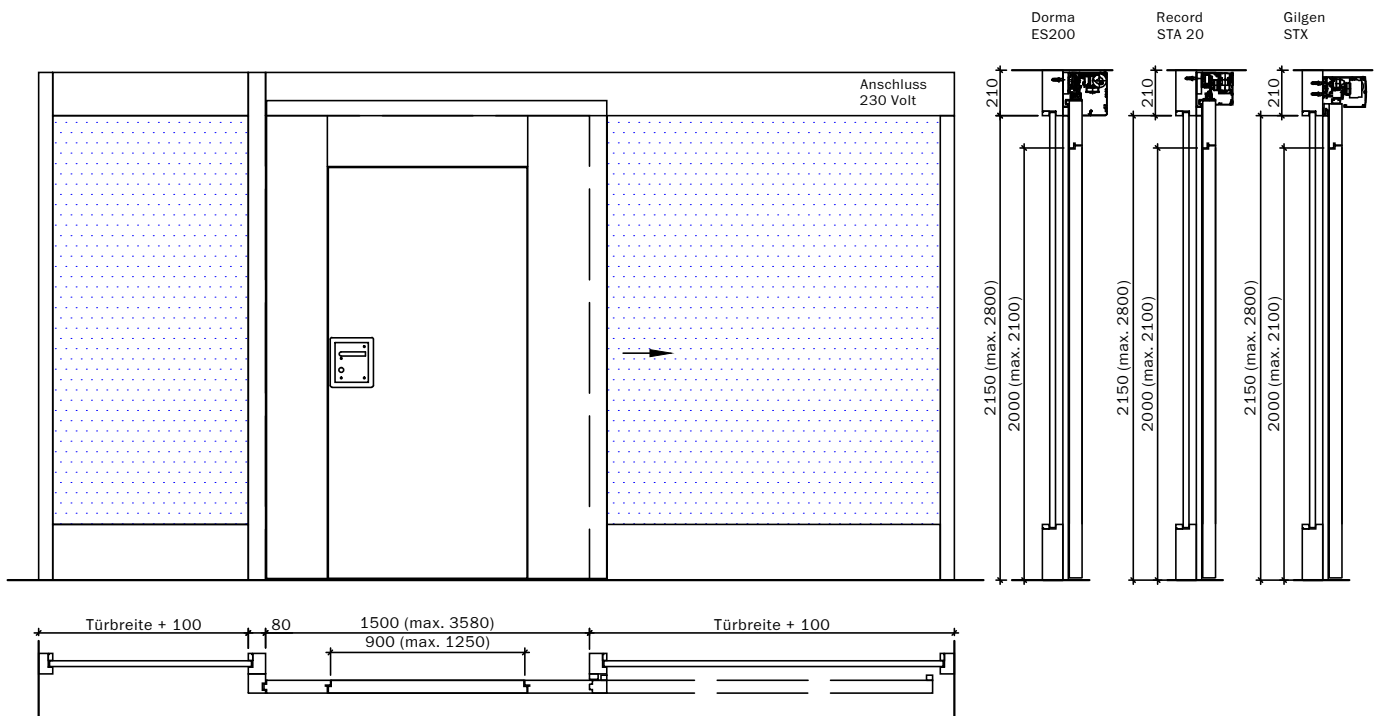 Dorma
ES200
Record
STA 20
Gilgen
STX
Anschluss
230 Volt
210
210
210
2150 (max. 2800)
2000 (max. 2100)
2150 (max. 2800)
2000 (max. 2100)
2150 (max. 2800)
2000 (max. 2100)
Türbreite + 100
80
1500 (max. 3580)
Türbreite + 100
900 (max. 1250)